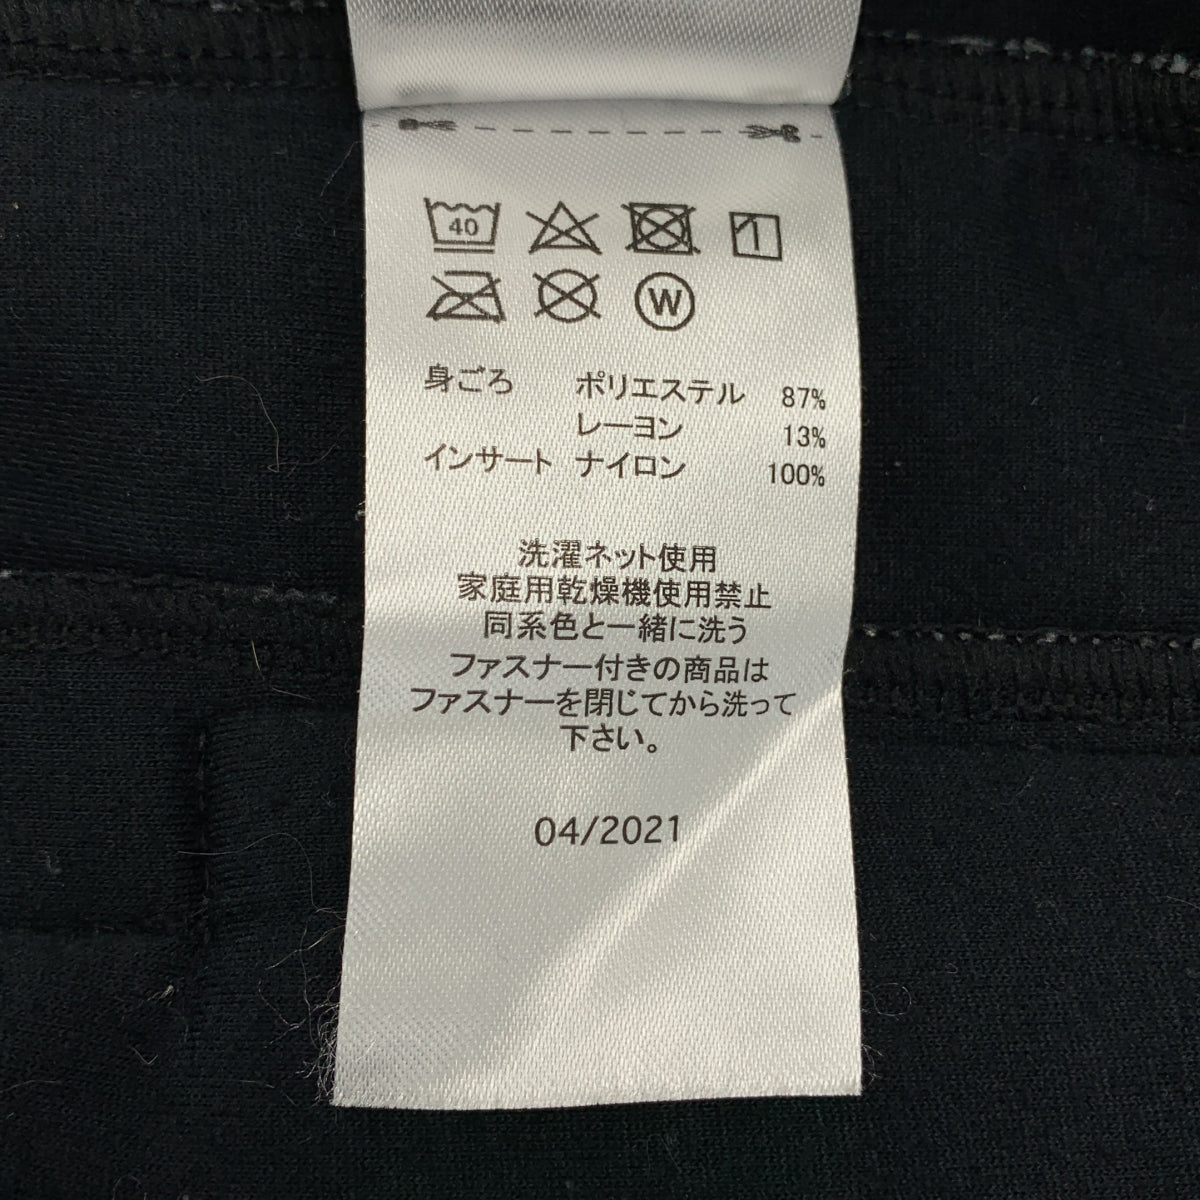 40
W
身ごろ ポリエステル 87%
レーヨン 13%
インサート ナイロン 100%
洗濯ネット使用
家庭用乾燥機使用禁止
同系色と一緒に洗う
ファスナー付きの商品は
ファスナーを閉じてから洗って
下さい。
04/2021